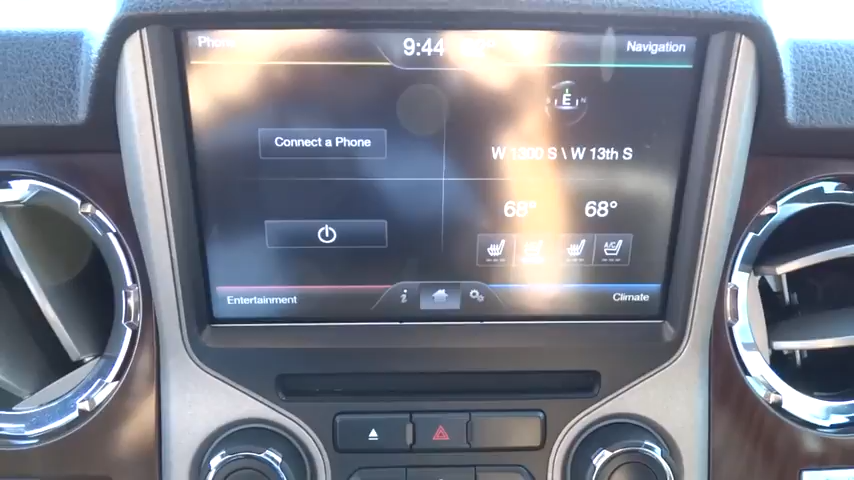 Phone
9:44
Navigation
E N
Connect a Phone
W 1300 S \ W 13th S
68° 68°
A/C
Entertainment
i
Climate